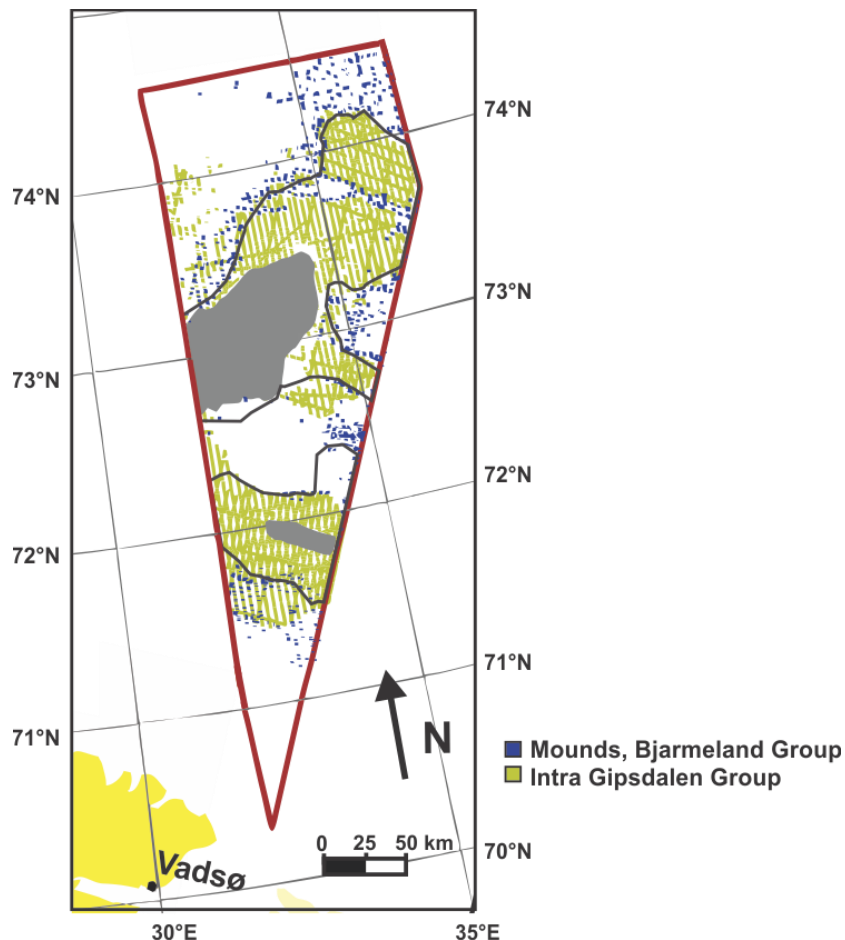 74°N
74°N
73°N
73°N
72°N
72°N
71°N
71°N
N
Mounds, Bjarmeland Group
Intra Gipsdalen Group
0 25 50 km
70°N
Vadsø
30°E
35°E